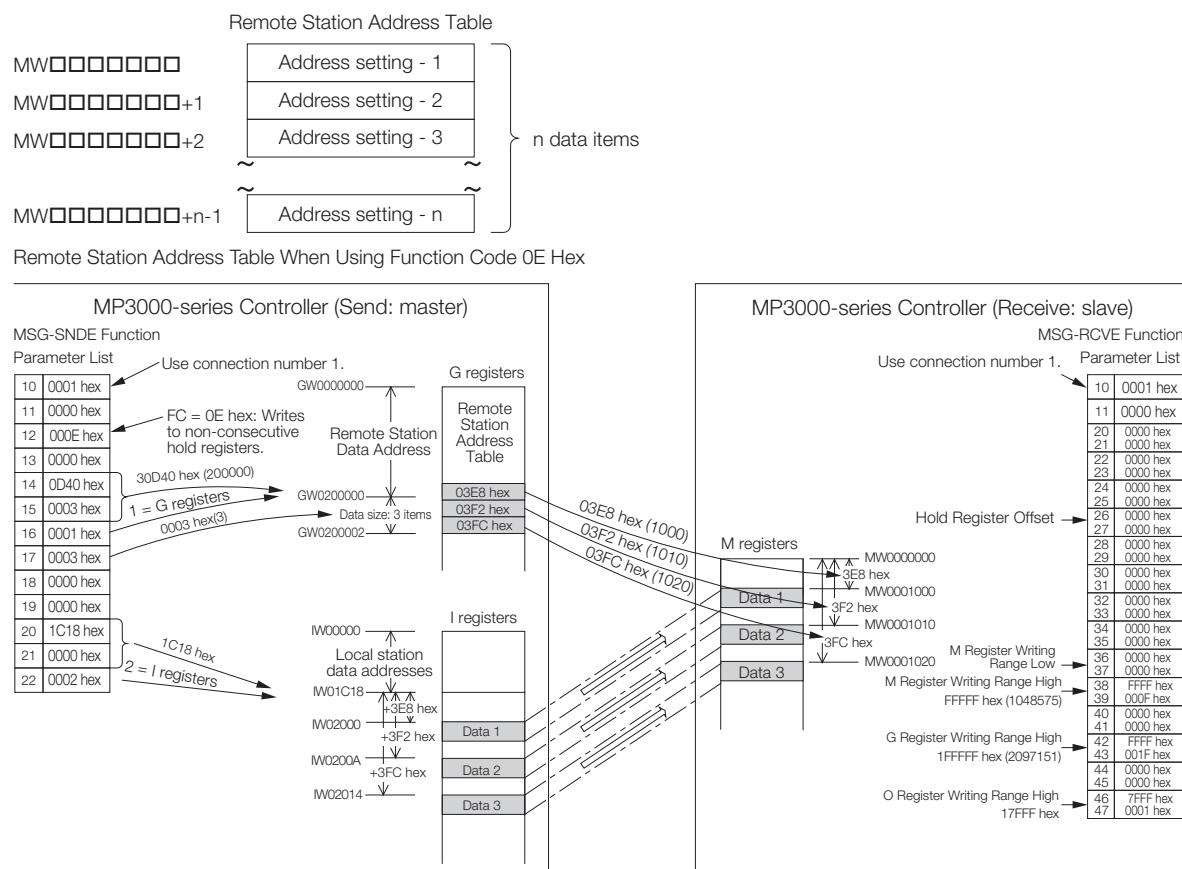 Remote Station Address Table
MW□□□□□□□ Address setting - 1
MW□□□□□□□+1 Address setting - 2
MW□□□□□□□+2 Address setting - 3
n data items
~ ~
~ ~
MW□□□□□□□+n-1 Address setting - n
Remote Station Address Table When Using Function Code 0E Hex
MP3000-series Controller (Send: master)
MSG-SNDE Function
Parameter List
10 0001 hex
11 0000 hex
12 000E hex
13 0000 hex
14 0D40 hex
15 0003 hex
16 0001 hex
17 0003 hex
18 0000 hex
19 0000 hex
20 1C18 hex
21 0000 hex
22 0002 hex
Use connection number 1.
FC = 0E hex: Writes
to non-consecutive
hold registers.
30D40 hex (200000)
1 = G registers
0003 hex(3)
1C18 hex
2 = I registers
GW0000000
Remote Station
Data Address
GW0200000
Data size: 3 items
GW0200002
G registers
Remote
Station
Address
Table
03E8 hex
03F2 hex
03FC hex
I registers
IW00000
Local station
data addresses
IW01C18
+3E8 hex
IW02000
+3F2 hex
IW0200A
+3FC hex
IW02014
Data 1
Data 2
Data 3
03E8 hex (1000)
03F2 hex (1010)
03FC hex (1020)
MP3000-series Controller (Receive: slave)
MSG-RCVE Function
Parameter List
Use connection number 1.
M registers
Data 1
Data 2
Data 3
MW0000000
3E8 hex
MW0001000
3F2 hex
MW0001010
3FC hex
MW0001020
Hold Register Offset
M Register Writing
Range Low
M Register Writing Range High
FFFFF hex (1048575)
G Register Writing Range High
1FFFFF hex (2097151)
O Register Writing Range High
17FFF hex
10 0001 hex
11 0000 hex
20 0000 hex
21 0000 hex
22 0000 hex
23 0000 hex
24 0000 hex
25 0000 hex
26 0000 hex
27 0000 hex
28 0000 hex
29 0000 hex
30 0000 hex
31 0000 hex
32 0000 hex
33 0000 hex
34 0000 hex
35 0000 hex
36 0000 hex
37 0000 hex
38 FFFF hex
39 000F hex
40 0000 hex
41 0000 hex
42 FFFF hex
43 001F hex
44 0000 hex
45 0000 hex
46 7FFF hex
47 0001 hex